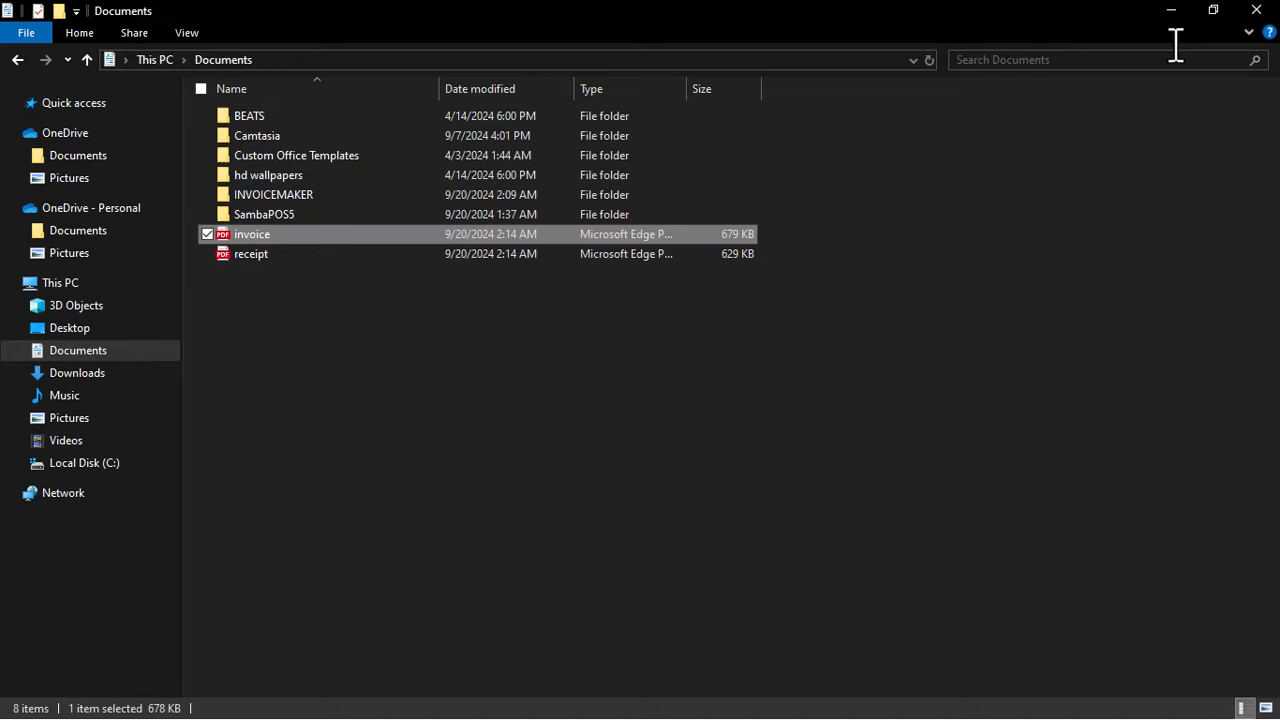 Documents
File Home Share View
This PC Documents Search Documents
Name Date modified Type Size
Quick access
OneDrive
Documents
Pictures
OneDrive - Personal
Documents
Pictures
This PC
3D Objects
Desktop
Documents
Downloads
Music
Pictures
Videos
Local Disk (C:)
Network
BEATS 4/14/2024 6:00 PM File folder
Camtasia 9/7/2024 4:01 PM File folder
Custom Office Templates 4/3/2024 1:44 AM File folder
hd wallpapers 4/14/2024 6:00 PM File folder
INVOICEMAKER 9/20/2024 2:09 AM File folder
SambaPOS5 9/20/2024 1:37 AM File folder
PDF invoice 9/20/2024 2:14 AM Microsoft Edge P... 679 KB
PDF receipt 9/20/2024 2:14 AM Microsoft Edge P... 629 KB
8 items 1 item selected 678 KB